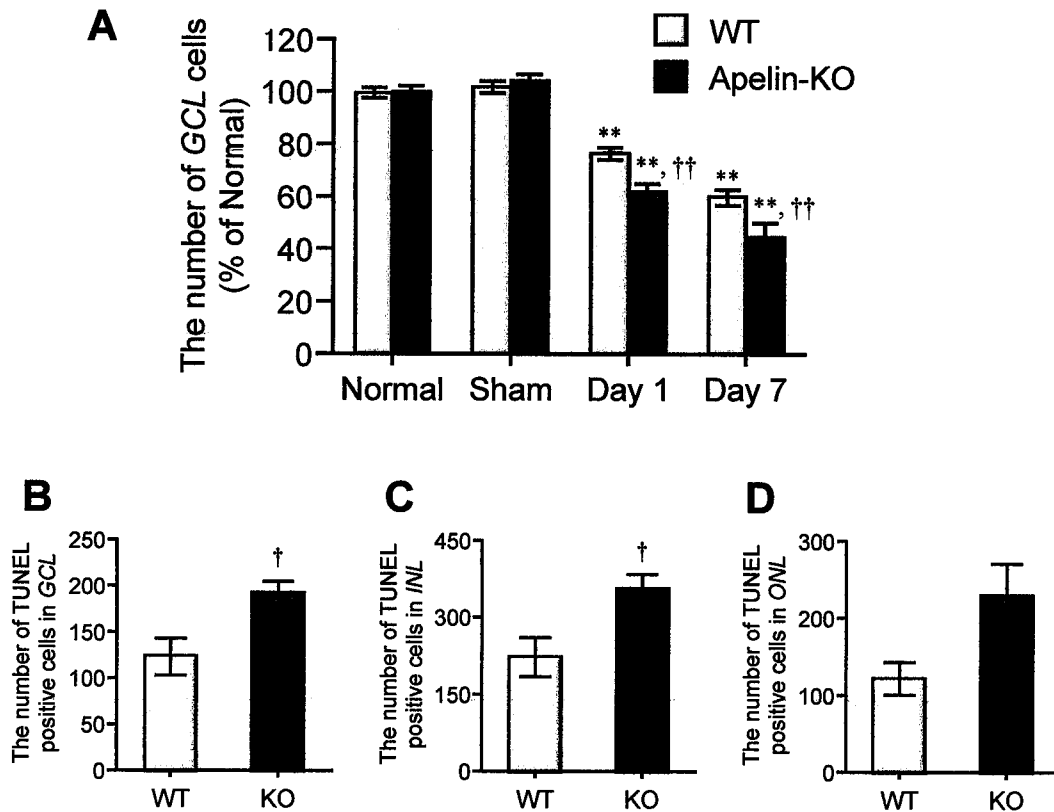 A
WT
Apelin-KO
The number of GCL cells
(% of Normal)
120
100
80
60
40
20
0
**
**, ††
**
**, ††
Normal Sham Day 1 Day 7
B
The number of TUNEL
positive cells in GCL
250
200
150
100
50
0
†
WT KO
C
The number of TUNEL
positive cells in INL
450
300
150
0
†
WT KO
D
The number of TUNEL
positive cells in ONL
300
200
100
0
WT KO